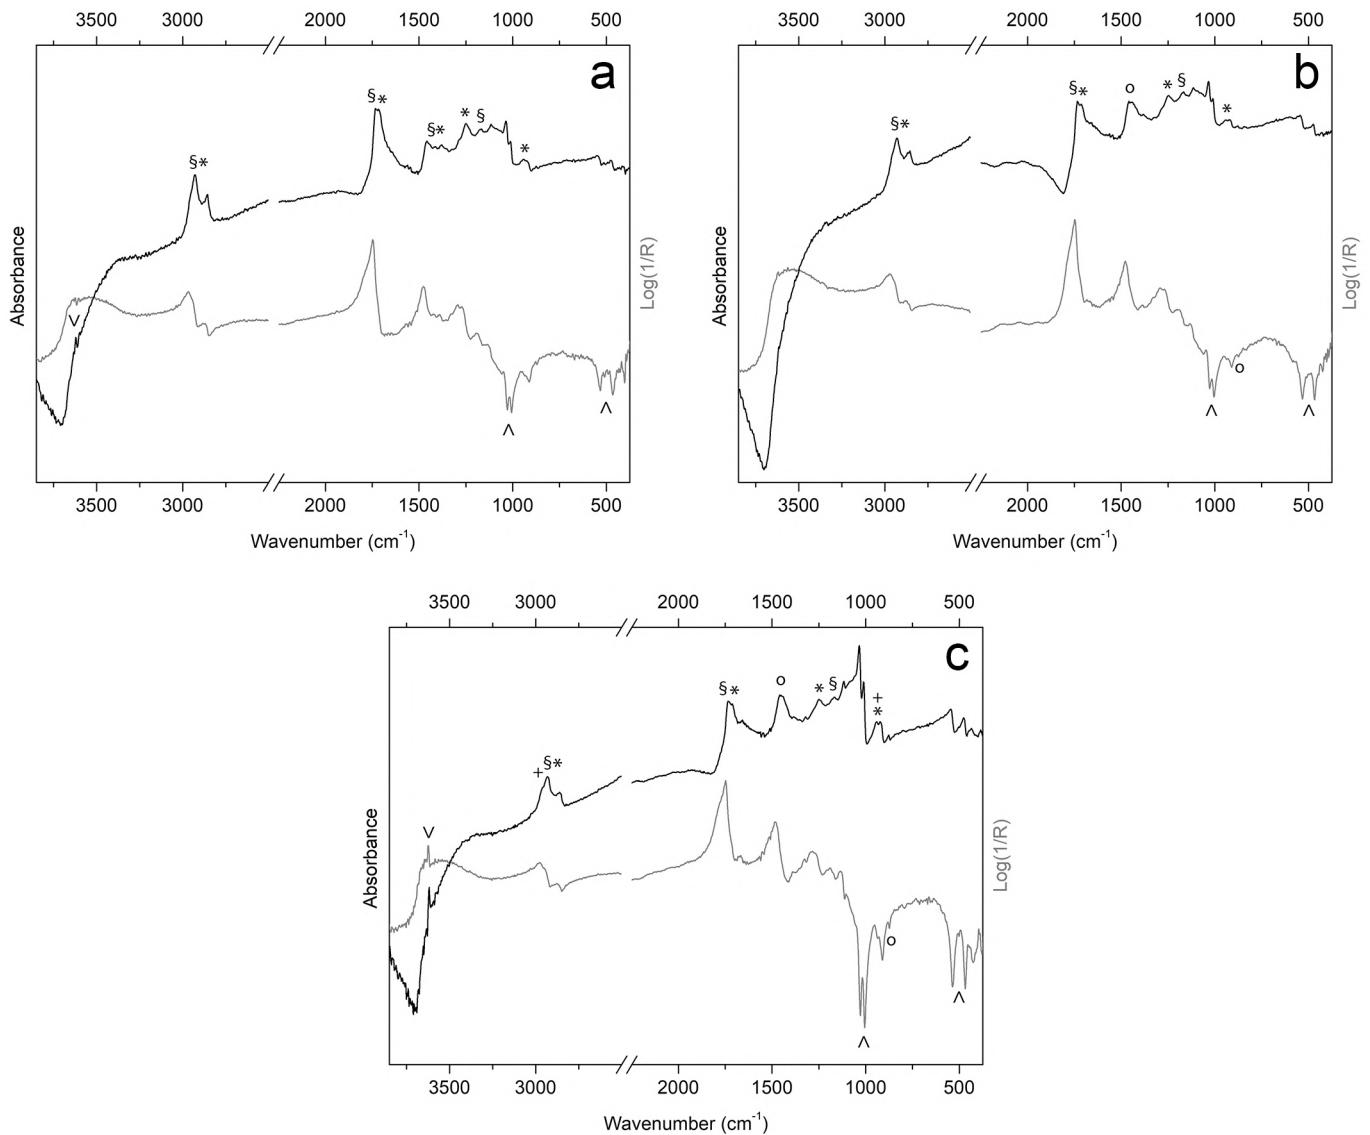 3500 3000 2000 1500 1000 500
a
§* §* §* * § *
Absorbance
Log(1/R)
V
Λ Λ
3500 3000 2000 1500 1000 500
Wavenumber (cm-1)
3500 3000 2000 1500 1000 500
b
§* §* o * § *
Absorbance
Log(1/R)
o
Λ Λ
3500 3000 2000 1500 1000 500
Wavenumber (cm-1)
3500 3000 2000 1500 1000 500
c
+§* §* o * § + *
Absorbance
Log(1/R)
V
o
Λ Λ
3500 3000 2000 1500 1000 500
Wavenumber (cm-1)